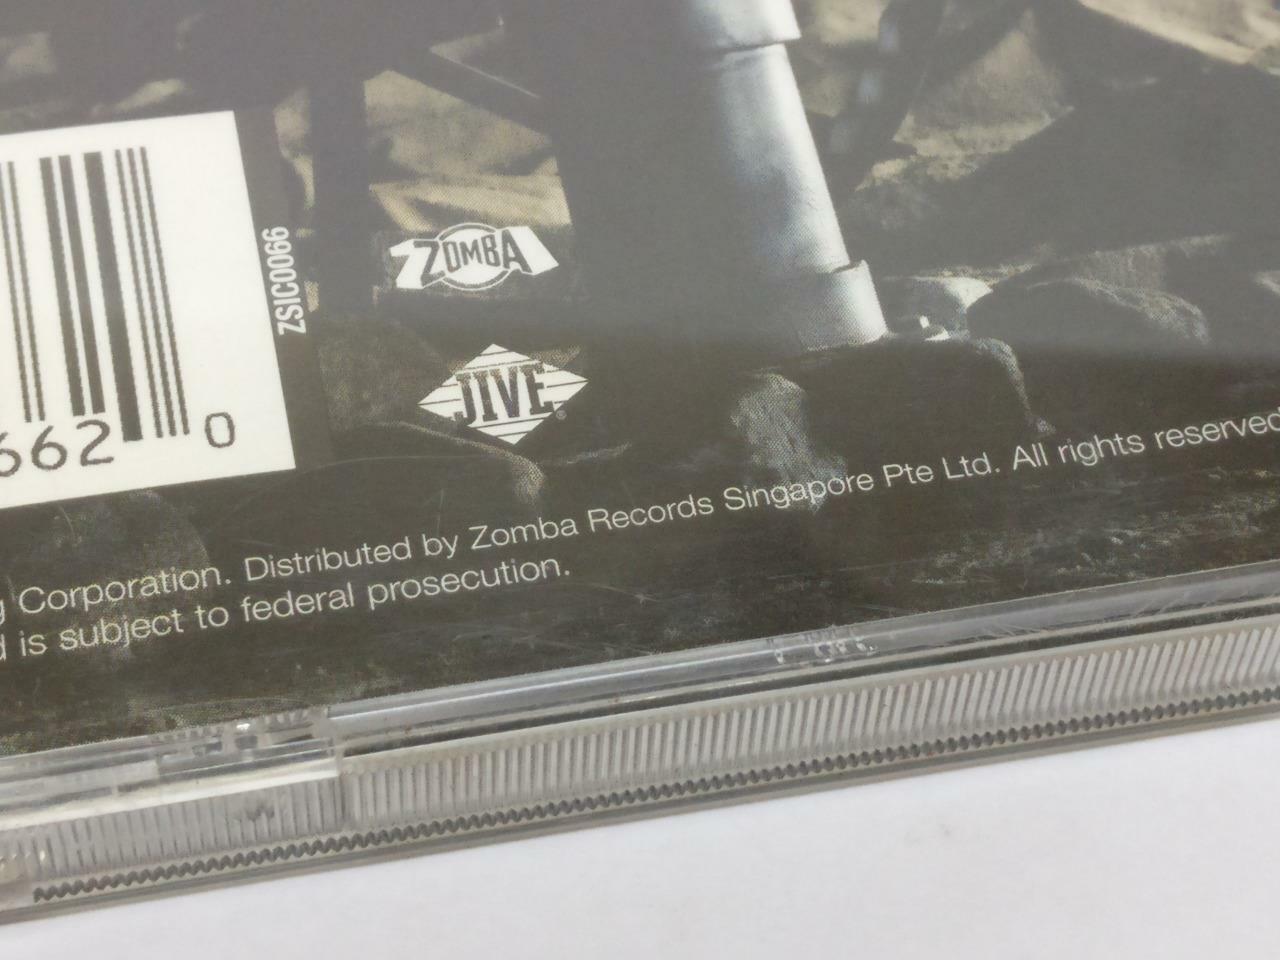 ZSIC0066
ZOMBA
JIVE®
662 0
Corporation. Distributed by Zomba Records Singapore Pte Ltd. All rights reserved
is subject to federal prosecution.